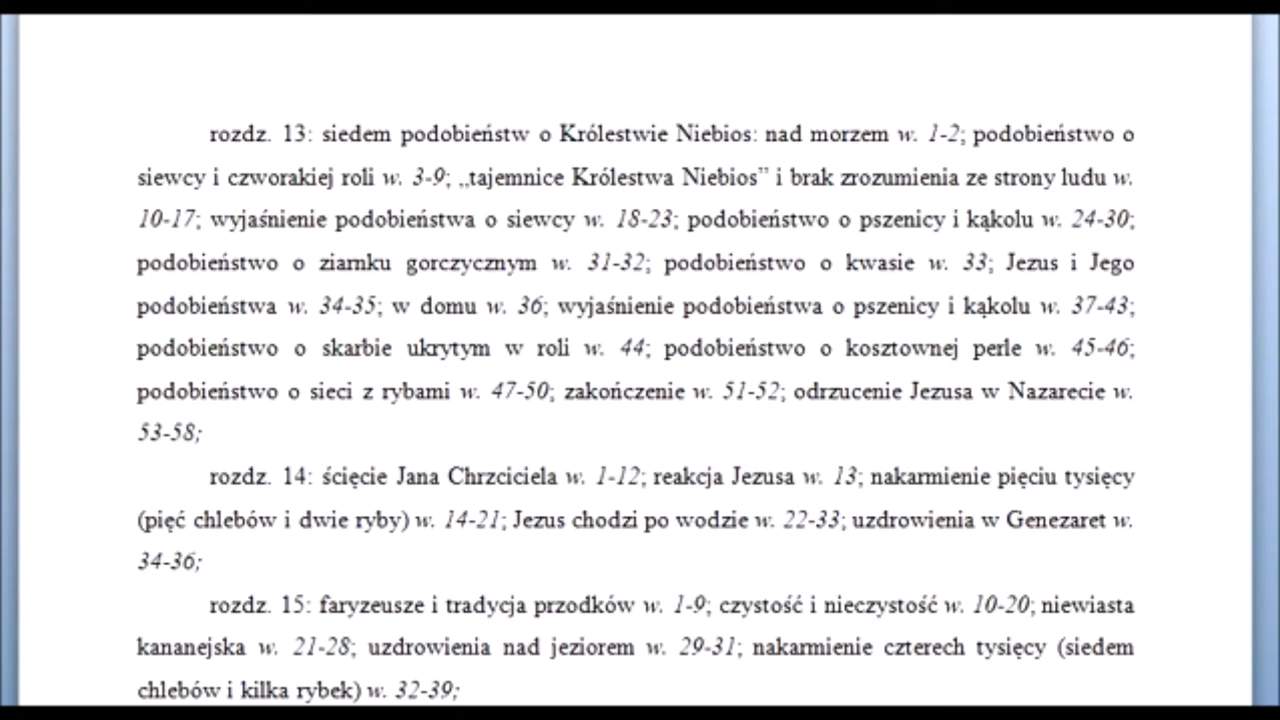 rozdz. 13: siedem podobieństw o Królestwie Niebios: nad morzem w. 1-2; podobieństwo o
siewcy i czworakiej roli w. 3-9; „tajemnice Królestwa Niebios” i brak zrozumienia ze strony ludu w.
10-17; wyjaśnienie podobieństwa o siewcy w. 18-23; podobieństwo o pszenicy i kąkolu w. 24-30;
podobieństwo o ziarnku gorczycznym w. 31-32; podobieństwo o kwasie w. 33; Jezus i Jego
podobieństwa w. 34-35; w domu w. 36; wyjaśnienie podobieństwa o pszenicy i kąkolu w. 37-43;
podobieństwo o skarbie ukrytym w roli w. 44; podobieństwo o kosztownej perle w. 45-46;
podobieństwo o sieci z rybami w. 47-50; zakończenie w. 51-52; odrzucenie Jezusa w Nazarecie w.
53-58;
rozdz. 14: ścięcie Jana Chrzciciela w. 1-12; reakcja Jezusa w. 13; nakarmienie pięciu tysięcy
(pięć chlebów i dwie ryby) w. 14-21; Jezus chodzi po wodzie w. 22-33; uzdrowienia w Genezaret w.
34-36;
rozdz. 15: faryzeusze i tradycja przodków w. 1-9; czystość i nieczystość w. 10-20; niewiasta
kananejska w. 21-28; uzdrowienia nad jeziorem w. 29-31; nakarmienie czterech tysięcy (siedem
chlebów i kilka rybek) w. 32-39;